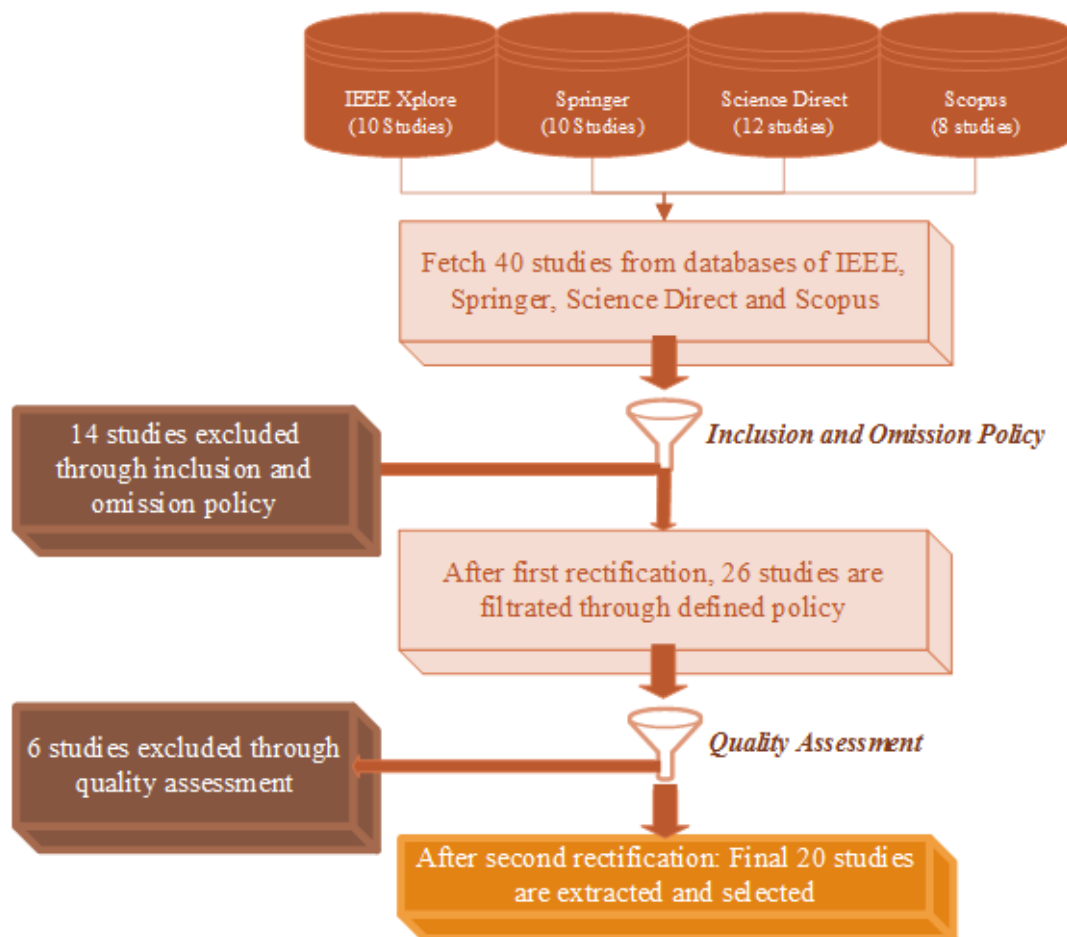 IEEE Xplore
(10 Studies)
Springer
(10 Studies)
Science Direct
(12 studies)
Scopus
(8 studies)
Fetch 40 studies from databases of IEEE,
Springer, Science Direct and Scopus
Inclusion and Omission Policy
14 studies excluded
through inclusion and
omission policy
After first rectification, 26 studies are
filtrated through defined policy
Quality Assessment
6 studies excluded through
quality assessment
After second rectification: Final 20 studies
are extracted and selected